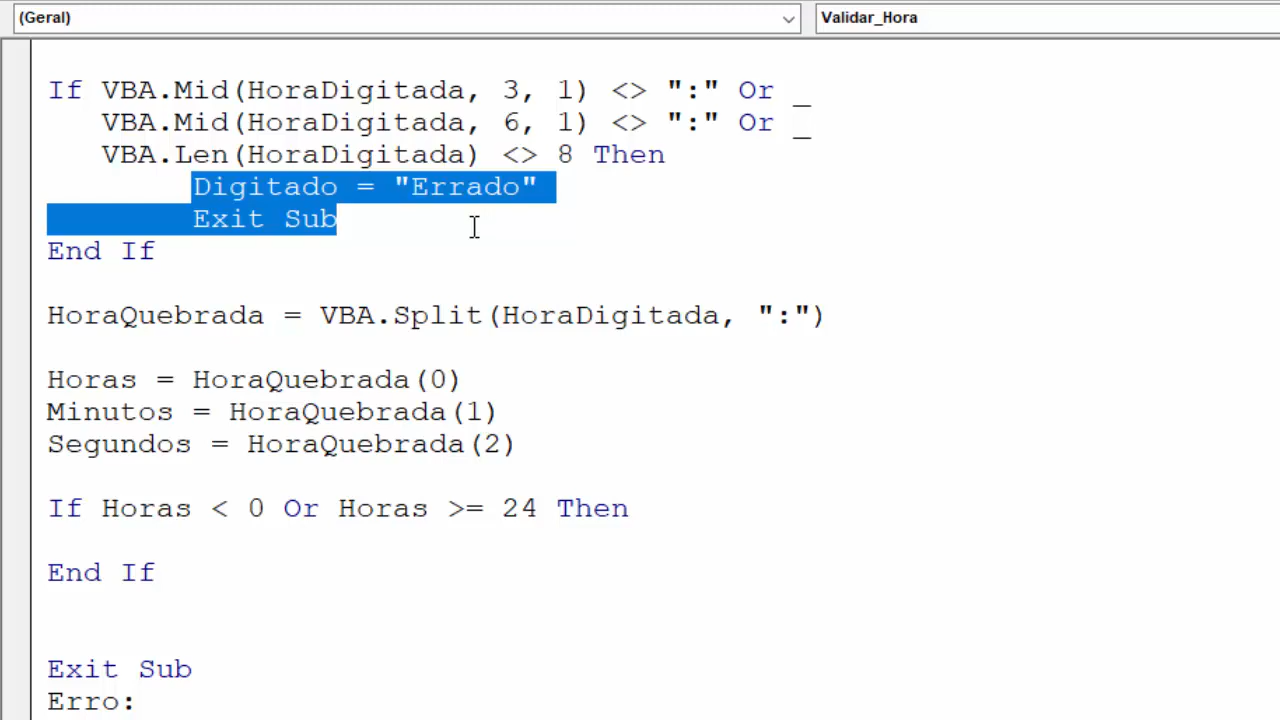 (Geral)
Validar_Hora
If VBA.Mid(HoraDigitada, 3, 1) <> ":" Or _
VBA.Mid(HoraDigitada, 6, 1) <> ":" Or _
VBA.Len(HoraDigitada) <> 8 Then
Digitado = "Errado"
Exit Sub
End If
HoraQuebrada = VBA.Split(HoraDigitada, ":")
Horas = HoraQuebrada(0)
Minutos = HoraQuebrada(1)
Segundos = HoraQuebrada(2)
If Horas < 0 Or Horas >= 24 Then
End If
Exit Sub
Erro: